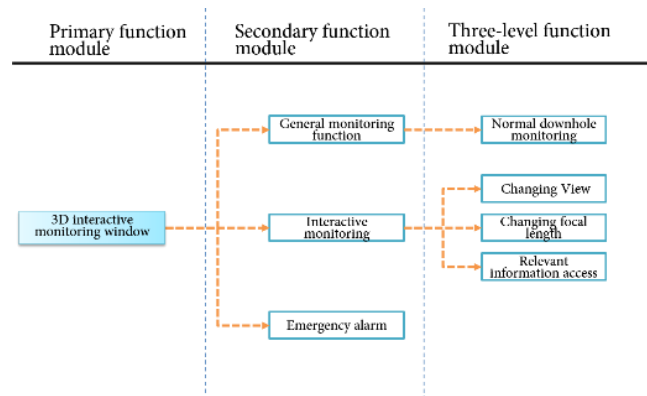 Primary function
module
Secondary function
module
Three-level function
module
General monitoring
function
Normal downhole
monitoring
Changing View
3D interactive
monitoring window
Interactive
monitoring
Changing focal
length
Relevant
information access
Emergency alarm